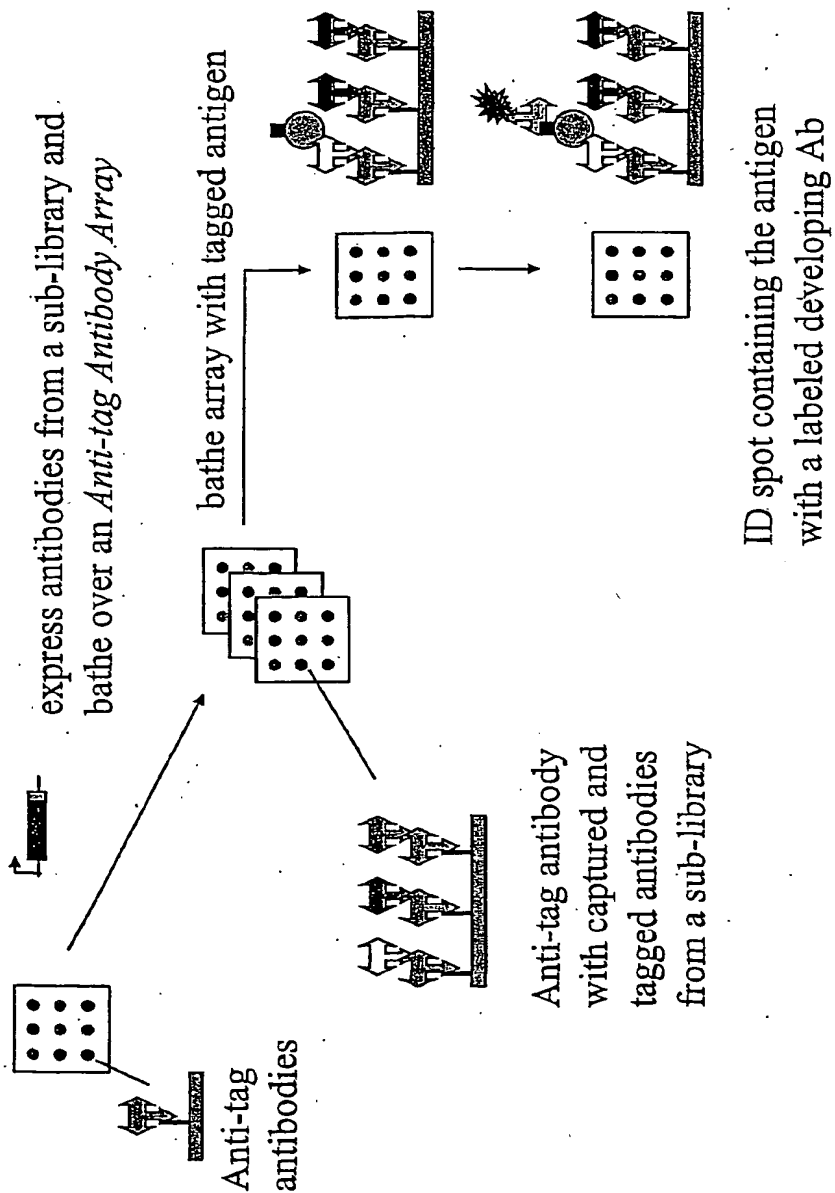 express antibodies from a sub-library and
bathe over an Anti-tag Antibody Array
Anti-tag
antibodies
bathe array with tagged antigen
Anti-tag antibody
with captured and
tagged antibodies
from a sub-library
ID spot containing the antigen
with a labeled developing Ab